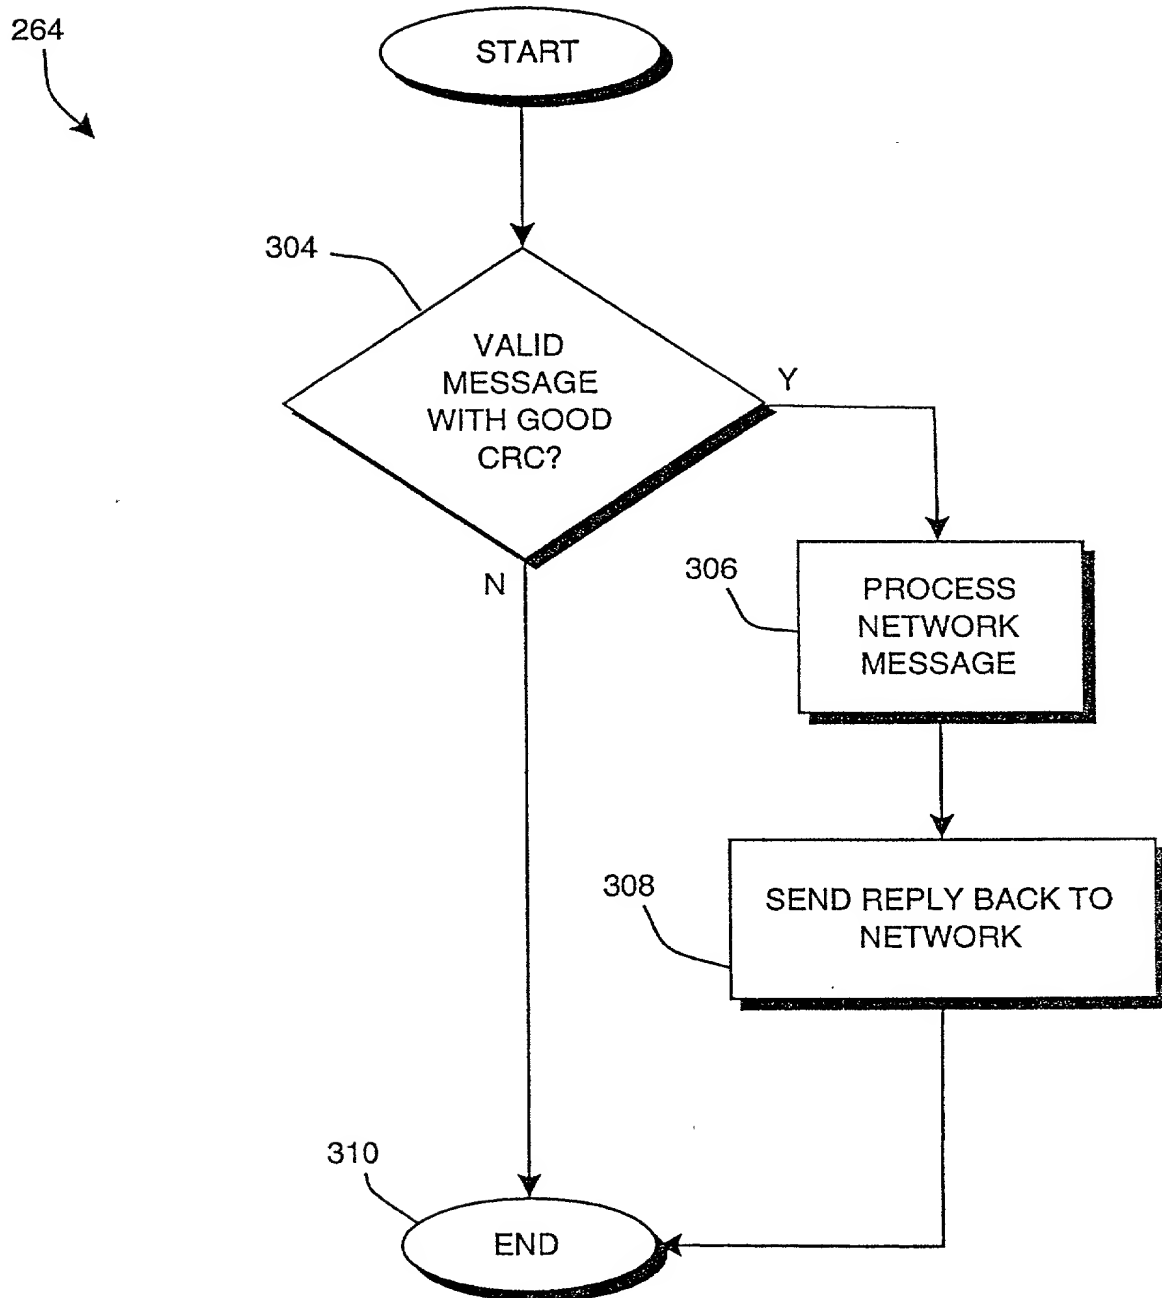 264
START
304
VALID
MESSAGE
WITH GOOD
CRC?
Y
N
306
PROCESS
NETWORK
MESSAGE
308
SEND REPLY BACK TO
NETWORK
310
END